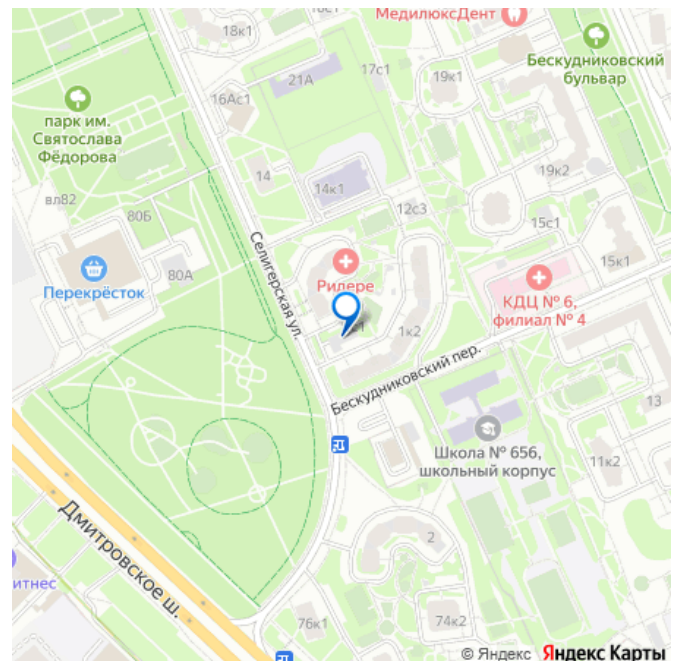 МедилюксДент
18к1
17с1
21А
19к1
Бескудниковский
бульвар
16Ас1
парк им.
Святослава
Фёдорова
14
14к1
19к2
вл82
80Б
12с3
15с1
80А
Селигерская ул.
Перекрёсток
Ридере
15к1
КДЦ № 6,
филиал № 4
1к2
Бескудниковский пер.
13
Школа № 656,
школьный корпус
11к2
Дмитровское ш.
итнес
2
76к1
74к2
© Яндекс Яндекс Карты